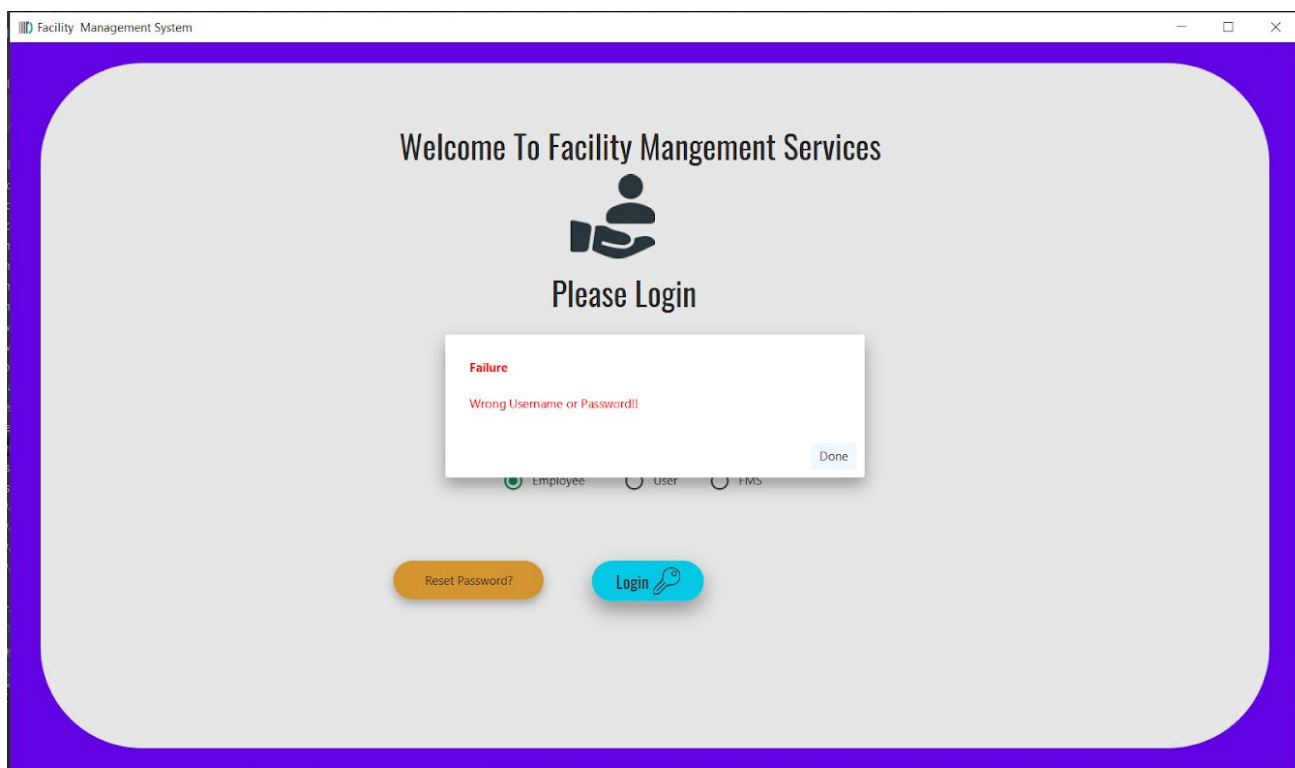 Facility Management System
Welcome To Facility Mangement Services
Please Login
Failure
Wrong Username or Password!!
Done
Employee User FMS
Reset Password? Login